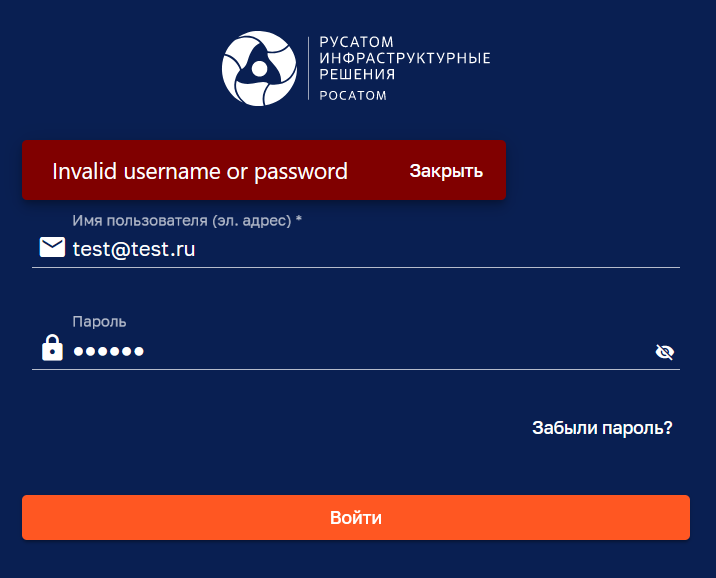 РУСАТОМ
ИНФРАСТРУКТУРНЫЕ
РЕШЕНИЯ
РОСАТОМ
Invalid username or password Закрыть
Имя пользователя (эл. адрес) *
test@test.ru
Пароль
••••••
Забыли пароль?
Войти